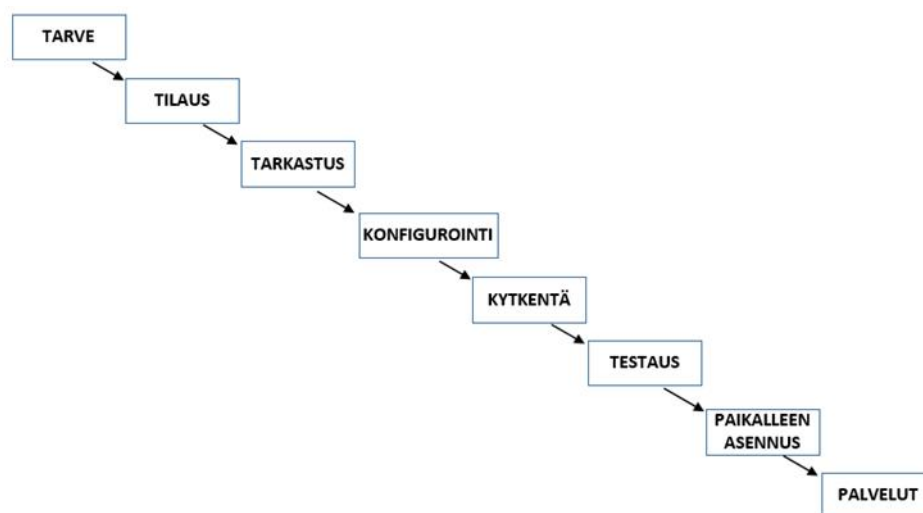 TARVE
TILAUS
TARKASTUS
KONFIGUROINTI
KYTKENTÄ
TESTAUS
PAIKALLEEN
ASENNUS
PALVELUT